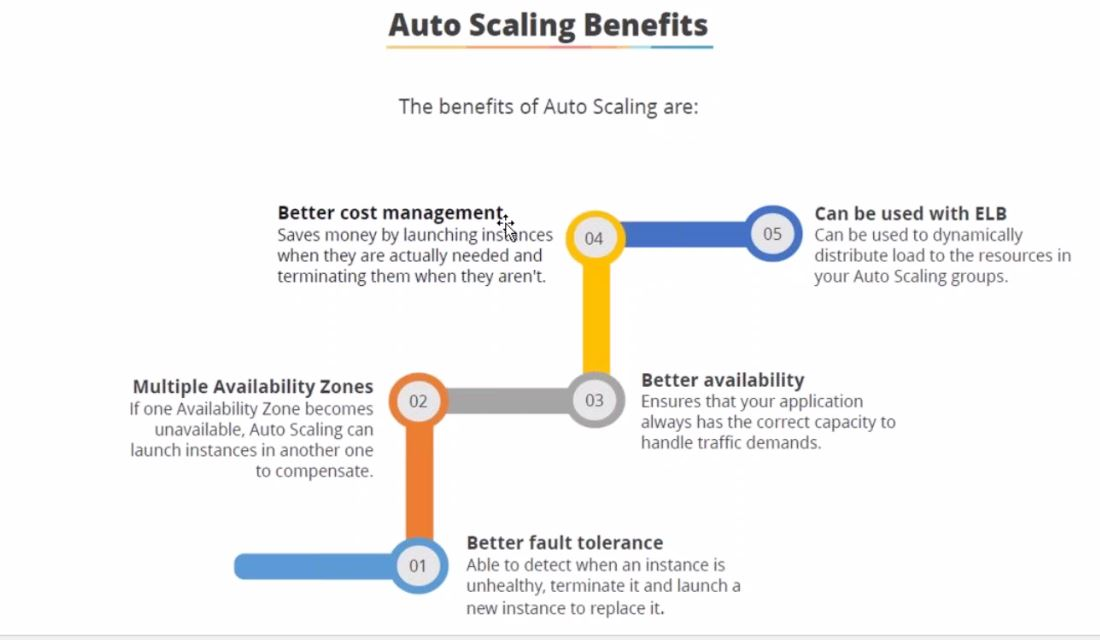 Auto Scaling Benefits
The benefits of Auto Scaling are:
Better cost management
Saves money by launching instances
when they are actually needed and
terminating them when they aren't.
04
05
Can be used with ELB
Can be used to dynamically
distribute load to the resources in
your Auto Scaling groups.
Multiple Availability Zones
If one Availability Zone becomes
unavailable, Auto Scaling can
launch instances in another one
to compensate.
02
03
Better availability
Ensures that your application
always has the correct capacity to
handle traffic demands.
01
Better fault tolerance
Able to detect when an instance is
unhealthy, terminate it and launch a
new instance to replace it.